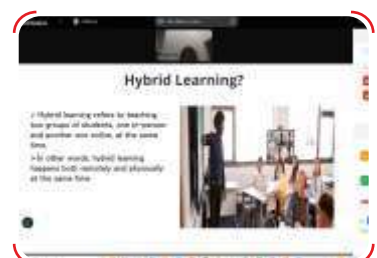 Hybrid Learning?
✓ Hybrid learning refers to teaching
two groups of students, one in-person
and another one online, at the same
time.
➢In other words, hybrid learning
happens both remotely and physically
at the same time